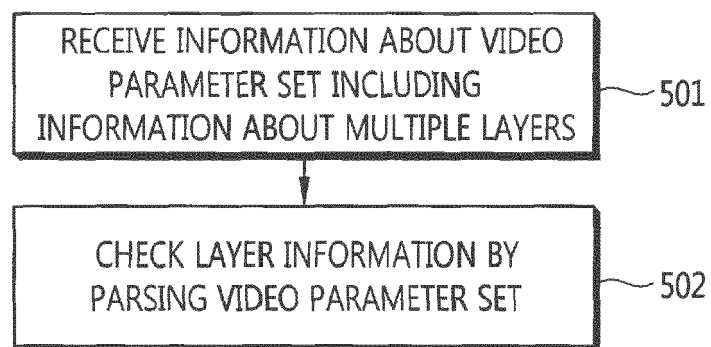 RECEIVE INFORMATION ABOUT VIDEO
PARAMETER SET INCLUDING
INFORMATION ABOUT MULTIPLE LAYERS
501
CHECK LAYER INFORMATION BY
PARSING VIDEO PARAMETER SET
502